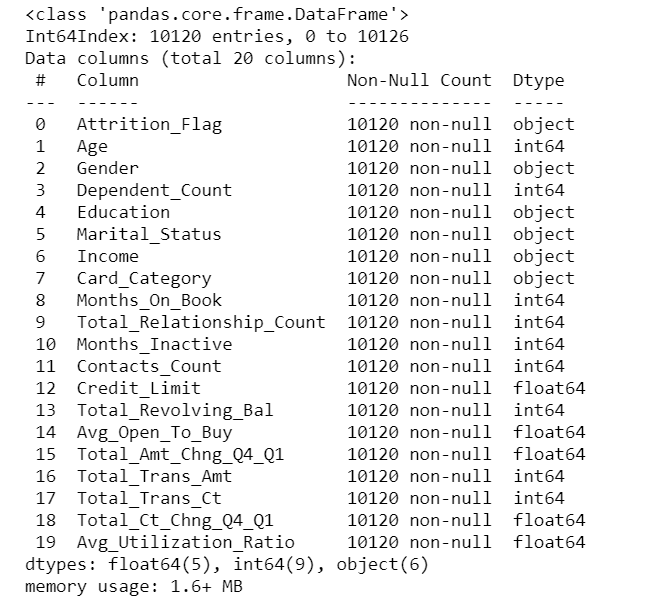 <class 'pandas.core.frame.DataFrame'>
Int64Index: 10120 entries, 0 to 10126
Data columns (total 20 columns):
 #   Column                    Non-Null Count  Dtype
---  ------                    --------------  -----
 0   Attrition_Flag            10120 non-null  object
 1   Age                       10120 non-null  int64
 2   Gender                    10120 non-null  object
 3   Dependent_Count           10120 non-null  int64
 4   Education                 10120 non-null  object
 5   Marital_Status            10120 non-null  object
 6   Income                    10120 non-null  object
 7   Card_Category             10120 non-null  object
 8   Months_On_Book            10120 non-null  int64
 9   Total_Relationship_Count  10120 non-null  int64
 10  Months_Inactive           10120 non-null  int64
 11  Contacts_Count            10120 non-null  int64
 12  Credit_Limit              10120 non-null  float64
 13  Total_Revolving_Bal       10120 non-null  int64
 14  Avg_Open_To_Buy           10120 non-null  float64
 15  Total_Amt_Chng_Q4_Q1      10120 non-null  float64
 16  Total_Trans_Amt           10120 non-null  int64
 17  Total_Trans_Ct            10120 non-null  int64
 18  Total_Ct_Chng_Q4_Q1       10120 non-null  float64
 19  Avg_Utilization_Ratio     10120 non-null  float64
dtypes: float64(5), int64(9), object(6)
memory usage: 1.6+ MB